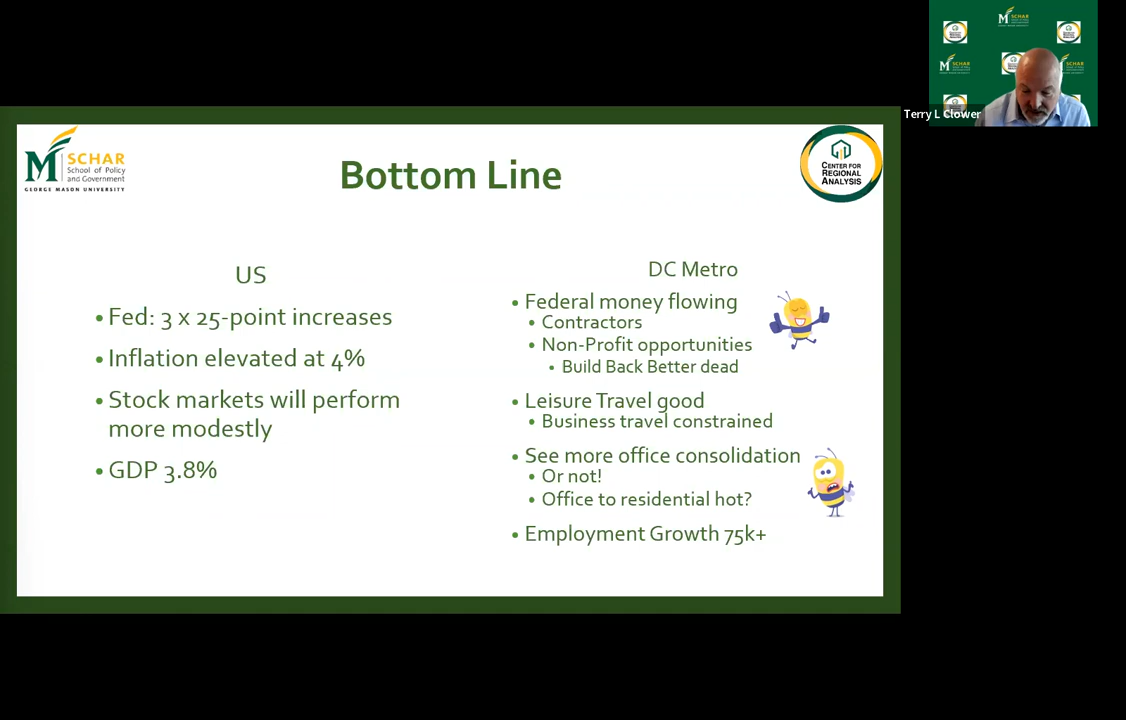 SCHAR
School of Policy
and Government
GEORGE MASON UNIVERSITY
Bottom Line
CENTER FOR
REGIONAL
ANALYSIS
US
• Fed: 3 x 25-point increases
• Inflation elevated at 4%
• Stock markets will perform
more modestly
• GDP 3.8%
DC Metro
• Federal money flowing
• Contractors
• Non-Profit opportunities
• Build Back Better dead
• Leisure Travel good
• Business travel constrained
• See more office consolidation
• Or not!
• Office to residential hot?
• Employment Growth 75k+
SCHAR
Terry L Clower